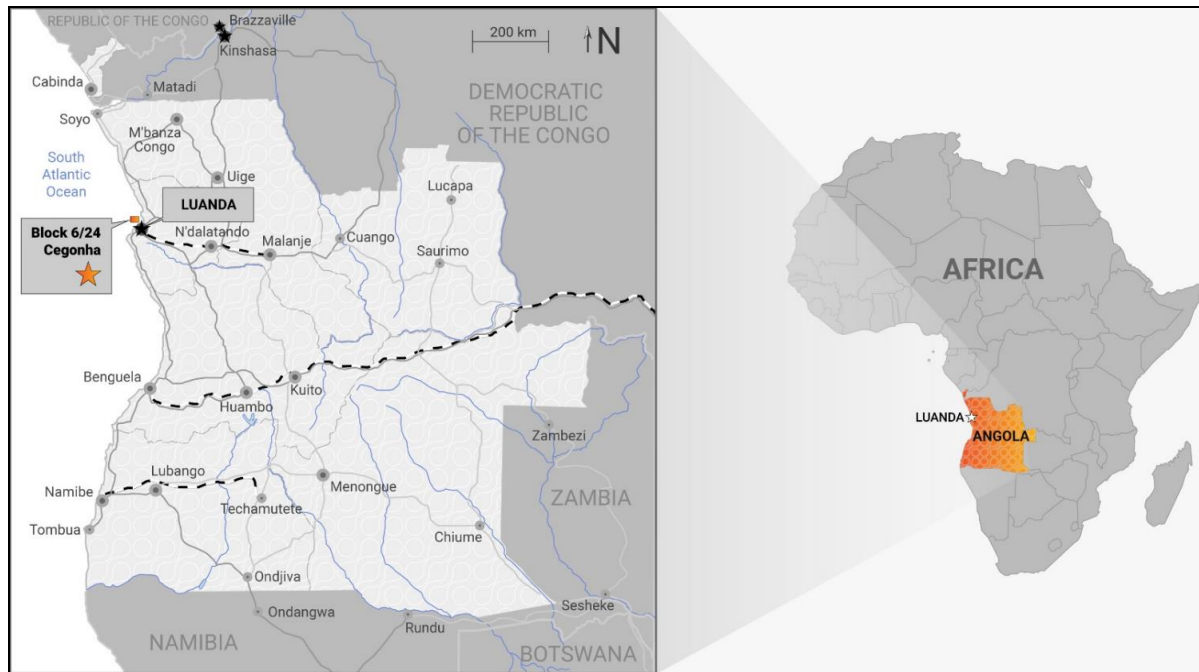 REPUBLIC OF THE CONGO
Brazzaville
Kinshasa
200 km
N
Cabinda
Matadi
Soyo
DEMOCRATIC
REPUBLIC
OF THE CONGO
M'banza
Congo
South
Atlantic
Ocean
Uige
Lucapa
LUANDA
Block 6/24
Cegonha
N'dalatando
Malanje
Cuango
Saurimo
Benguela
Huambo
Kuito
Zambezi
Lubango
Namibe
Menongue
ZAMBIA
Techamutete
Tombua
Chiume
Ondjiva
Ondangwa
Sesheke
Rundu
NAMIBIA
BOTSWANA
AFRICA
LUANDA
ANGOLA